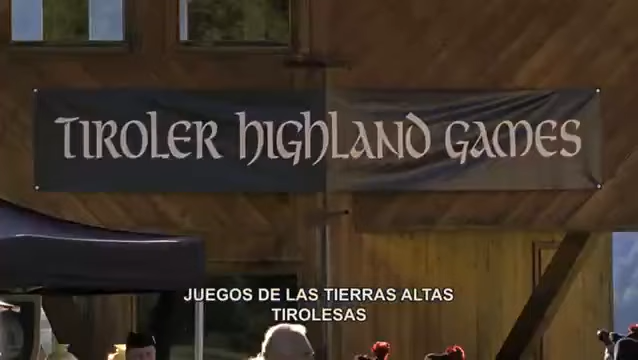 TIROLER HIGHLAND GAMES
JUEGOS DE LAS TIERRAS ALTAS
TIROLESAS